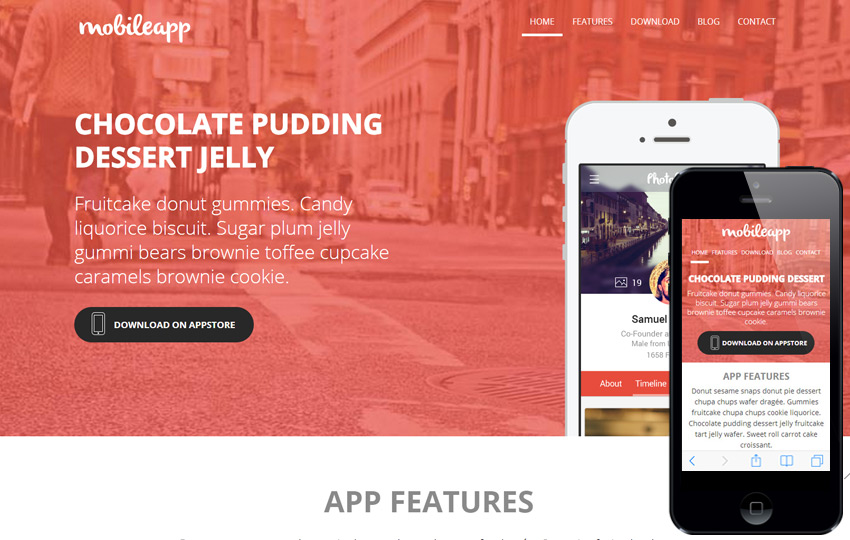 mobileapp
HOME FEATURES DOWNLOAD BLOG CONTACT
CHOCOLATE PUDDING
DESSERT JELLY
Fruitcake donut gummies. Candy
liquorice biscuit. Sugar plum jelly
gummi bears brownie toffee cupcake
caramels brownie cookie.
DOWNLOAD ON APPSTORE
19
Samuel
Co-Founder
Male from
1658
About Timeline
APP FEATURES
mobileapp
HOME FEATURES DOWNLOAD BLOG CONTACT
CHOCOLATE PUDDING DESSERT
Fruitcake donut gummies. Candy liquorice
biscuit. Sugar plum jelly gummi bears
brownie toffee cupcake caramels brownie
cookie.
DOWNLOAD ON APPSTORE
APP FEATURES
Donut sesame snaps donut pie dessert
chupa chups wafer dragée. Gummies
fruitcake chupa chups cookie liquorice.
Chocolate pudding dessert jelly fruitcake
tart jelly wafer. Sweet roll carrot cake
croissant.